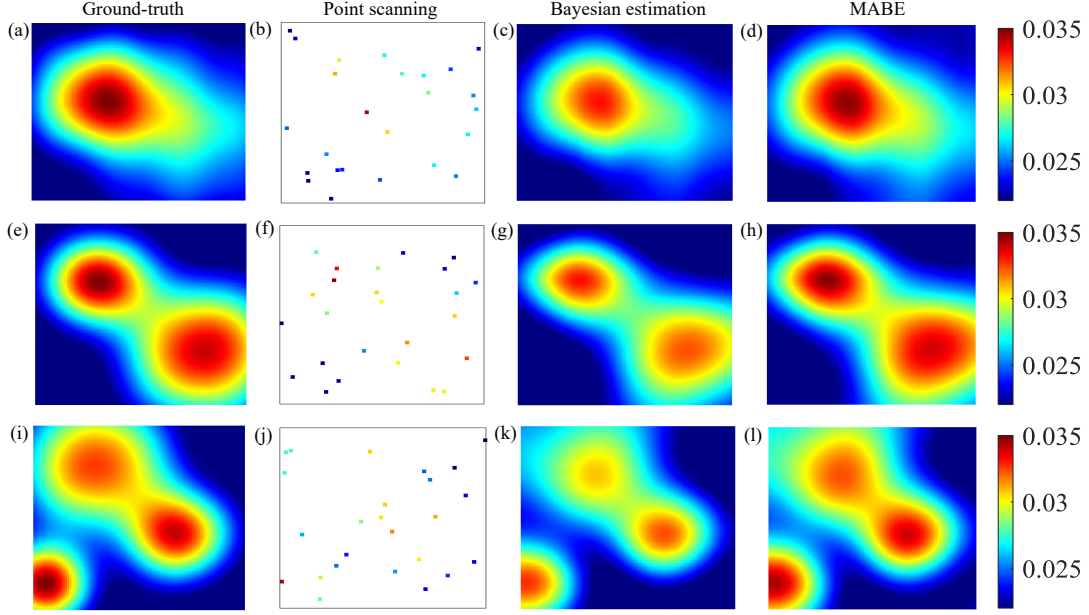 Ground-truth Point scanning Bayesian estimation MABE
(a) (b) (c) (d) 0.035
0.03
0.025
(e) (f) (g) (h) 0.035
0.03
0.025
(i) (j) (k) (l) 0.035
0.03
0.025